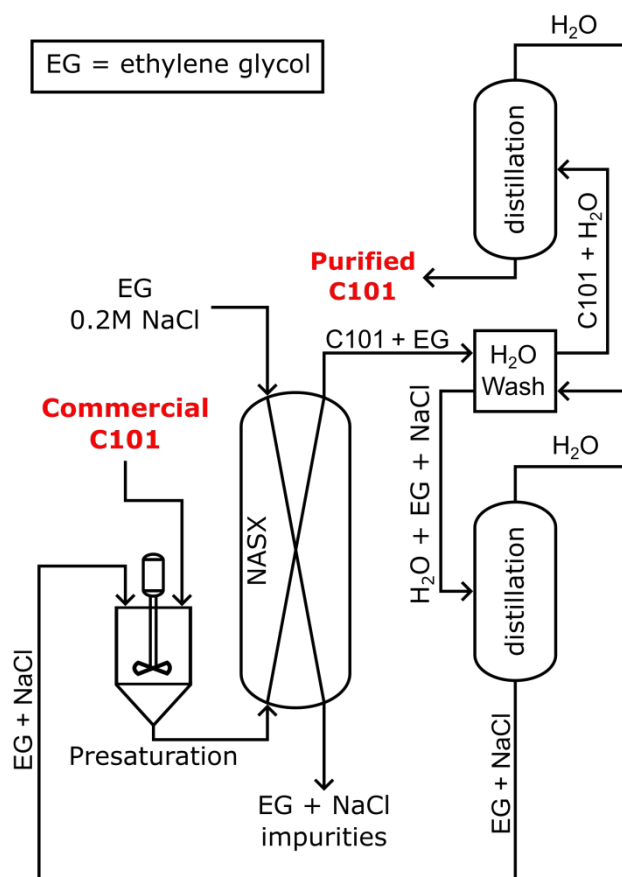 EG = ethylene glycol
H₂O
distillation
C101 + H₂O
Purified
C101
EG
0.2M NaCl
C101 + EG
H₂O
Wash
Commercial
C101
H₂O + EG + NaCl
H₂O
NASX
distillation
EG + NaCl
Presaturation
EG + NaCl
impurities
EG + NaCl